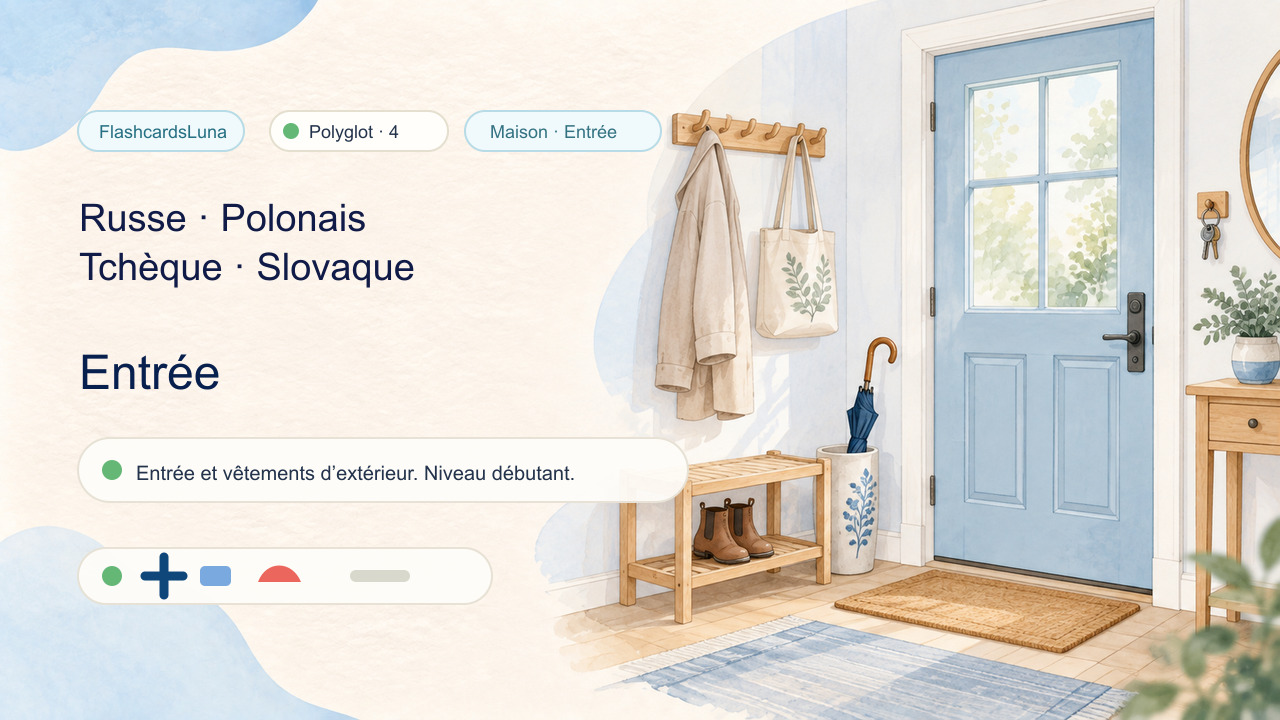 FlashcardsLuna
Polyglot · 4
Maison · Entrée
Russe · Polonais
Tchèque · Slovaque
Entrée
Entrée et vêtements d’extérieur. Niveau débutant.